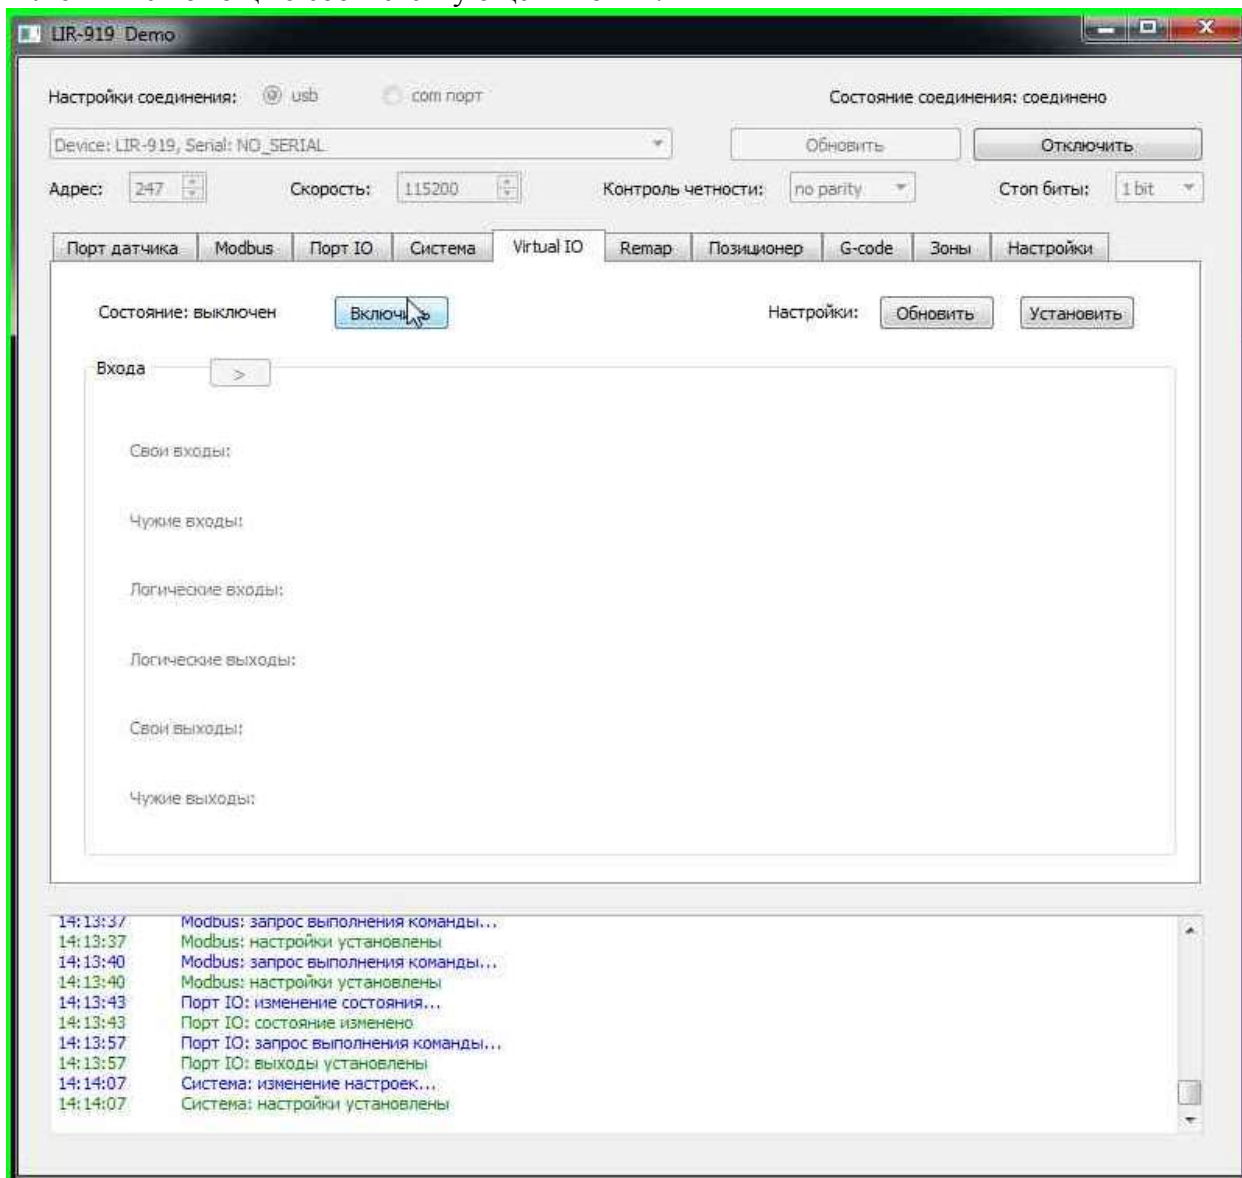 LIR-919 Demo
Настройки соединения: usb com порт Состояние соединения: соединено
Device: LIR-919, Serial: NO_SERIAL Обновить Отключить
Адрес: 247 Скорость: 115200 Контроль четности: no parity Стоп биты: 1 bit
Порт датчика Modbus Порт IO Система Virtual IO Remap Позиционер G-code Зоны Настройки
Состояние: выключен Включить Настройки: Обновить Установить
Входа >
Свои входы:
Чужие входы:
Логические входы:
Логические выходы:
Свои выходы:
Чужие выходы:
14:13:37 Modbus: запрос выполнения команды...
14:13:37 Modbus: настройки установлены
14:13:40 Modbus: запрос выполнения команды...
14:13:40 Modbus: настройки установлены
14:13:43 Порт IO: изменение состояния...
14:13:43 Порт IO: состояние изменено
14:13:57 Порт IO: запрос выполнения команды...
14:13:57 Порт IO: выходы установлены
14:14:07 Система: изменение настроек...
14:14:07 Система: настройки установлены